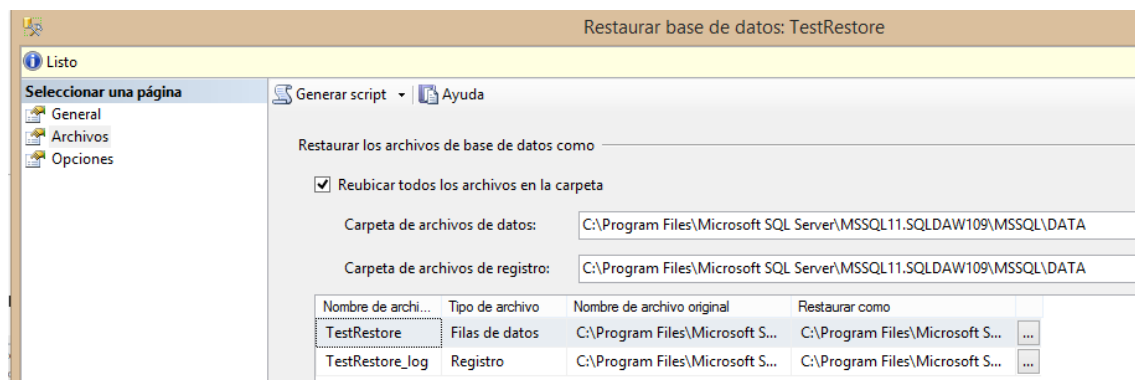 Restaurar base de datos: TestRestore
Listo
Seleccionar una página
General
Archivos
Opciones
Generar script Ayuda
Restaurar los archivos de base de datos como
Reubicar todos los archivos en la carpeta
Carpeta de archivos de datos: C:\Program Files\Microsoft SQL Server\MSSQL11.SQLDAW109\MSSQL\DATA
Carpeta de archivos de registro: C:\Program Files\Microsoft SQL Server\MSSQL11.SQLDAW109\MSSQL\DATA
Nombre de archi... Tipo de archivo Nombre de archivo original Restaurar como
TestRestore Filas de datos C:\Program Files\Microsoft S... C:\Program Files\Microsoft S... ...
TestRestore_log Registro C:\Program Files\Microsoft S... C:\Program Files\Microsoft S... ...